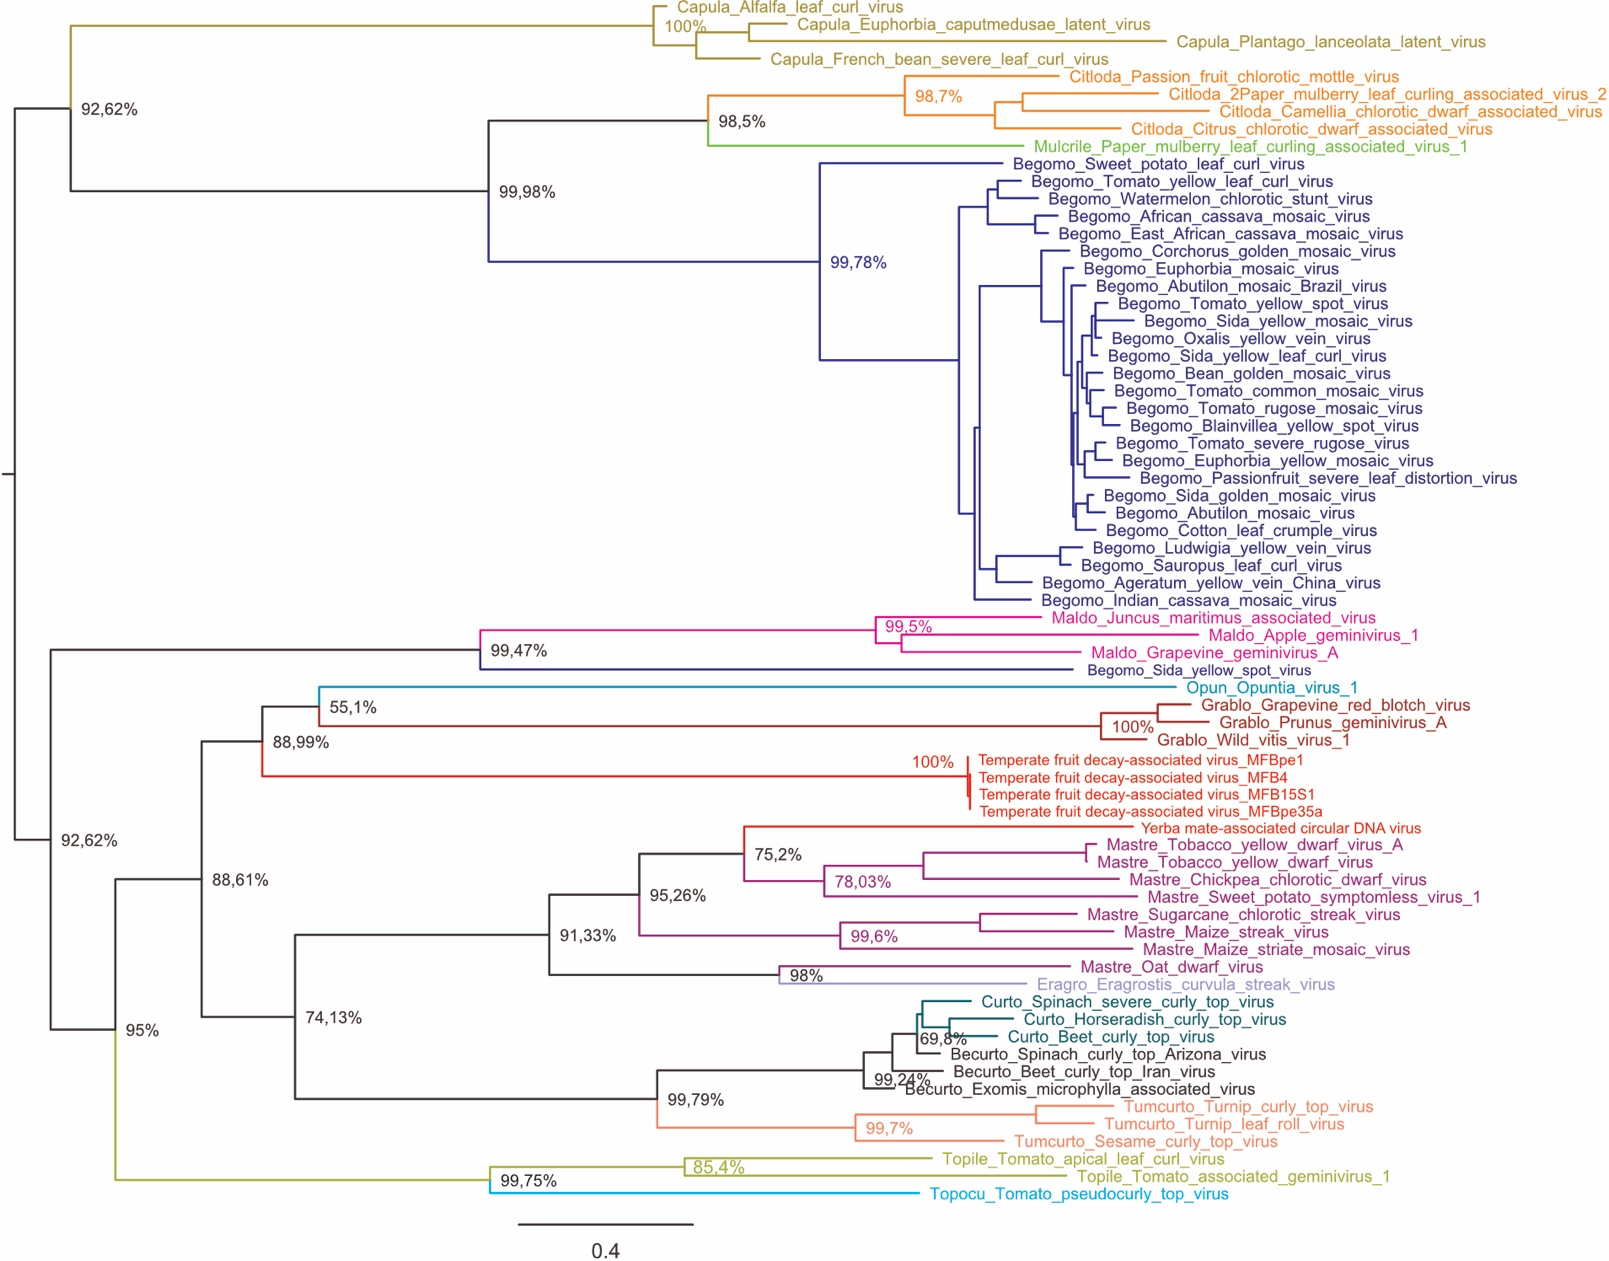 Capula_Alfalfa_leaf_curl_virus
100%
Capula_Euphorbia_caputmedusae_latent_virus
Capula_Plantago_lanceolata_latent_virus
Capula_French_bean_severe_leaf_curl_virus
Citloda_Passion_fruit_chlorotic_mottle_virus
92,62%
98,7%
Citloda_2Paper_mulberry_leaf_curling_associated_virus_2
Citloda_Camellia_chlorotic_dwarf_associated_virus
98,5%
Citloda_Citrus_chlorotic_dwarf_associated_virus
Mulcrile_Paper_mulberry_leaf_curling_associated_virus_1
Begomo_Sweet_potato_leaf_curl_virus
Begomo_Tomato_yellow_leaf_curl_virus
99,98%
Begomo_Watermelon_chlorotic_stunt_virus
Begomo_African_cassava_mosaic_virus
Begomo_East_African_cassava_mosaic_virus
Begomo_Corchorus_golden_mosaic_virus
99,78%
Begomo_Euphorbia_mosaic_virus
Begomo_Abutilon_mosaic_Brazil_virus
Begomo_Tomato_yellow_spot_virus
Begomo_Sida_yellow_mosaic_virus
Begomo_Oxalis_yellow_vein_virus
Begomo_Sida_yellow_leaf_curl_virus
Begomo_Bean_golden_mosaic_virus
Begomo_Tomato_common_mosaic_virus
Begomo_Tomato_rugose_mosaic_virus
Begomo_Blainvillea_yellow_spot_virus
Begomo_Tomato_severe_rugose_virus
Begomo_Euphorbia_yellow_mosaic_virus
Begomo_Passionfruit_severe_leaf_distortion_virus
Begomo_Sida_golden_mosaic_virus
Begomo_Abutilon_mosaic_virus
Begomo_Cotton_leaf_crumple_virus
Begomo_Ludwigia_yellow_vein_virus
Begomo_Sauropus_leaf_curl_virus
Begomo_Ageratum_yellow_vein_China_virus
Begomo_Indian_cassava_mosaic_virus
Maldo_Juncus_maritimus_associated_virus
99,5%
Maldo_Apple_geminivirus_1
99,47%
Maldo_Grapevine_geminivirus_A
Begomo_Sida_yellow_spot_virus
Opun_Opuntia_virus_1
55,1%
Grablo_Grapevine_red_blotch_virus
100%
Grablo_Prunus_geminivirus_A
88,99%
Grablo_Wild_vitis_virus_1
100%
Temperate fruit decay-associated virus_MFBpe1
Temperate fruit decay-associated virus_MFB4
Temperate fruit decay-associated virus_MFB15S1
Temperate fruit decay-associated virus_MFBpe35a
Yerba mate-associated circular DNA virus
92,62%
Mastre_Tobacco_yellow_dwarf_virus_A
75,2%
Mastre_Tobacco_yellow_dwarf_virus
88,61%
78,03%
Mastre_Chickpea_chlorotic_dwarf_virus
95,26%
Mastre_Sweet_potato_symptomless_virus_1
Mastre_Sugarcane_chlorotic_streak_virus
91,33%
99,6%
Mastre_Maize_streak_virus
Mastre_Maize_striate_mosaic_virus
Mastre_Oat_dwarf_virus
98%
Eragro_Eragrostis_curvula_streak_virus
Curto_Spinach_severe_curly_top_virus
74,13%
Curto_Horseradish_curly_top_virus
95%
69,8%
Curto_Beet_curly_top_virus
Becurto_Spinach_curly_top_Arizona_virus
Becurto_Beet_curly_top_Iran_virus
99,24%
Becurto_Exomis_microphylla_associated_virus
99,79%
Tumcurto_Turnip_curly_top_virus
99,7%
Tumcurto_Turnip_leaf_roll_virus
Tumcurto_Sesame_curly_top_virus
Topile_Tomato_apical_leaf_curl_virus
85,4%
Topile_Tomato_associated_geminivirus_1
99,75%
Topocu_Tomato_pseudocurly_top_virus
0.4